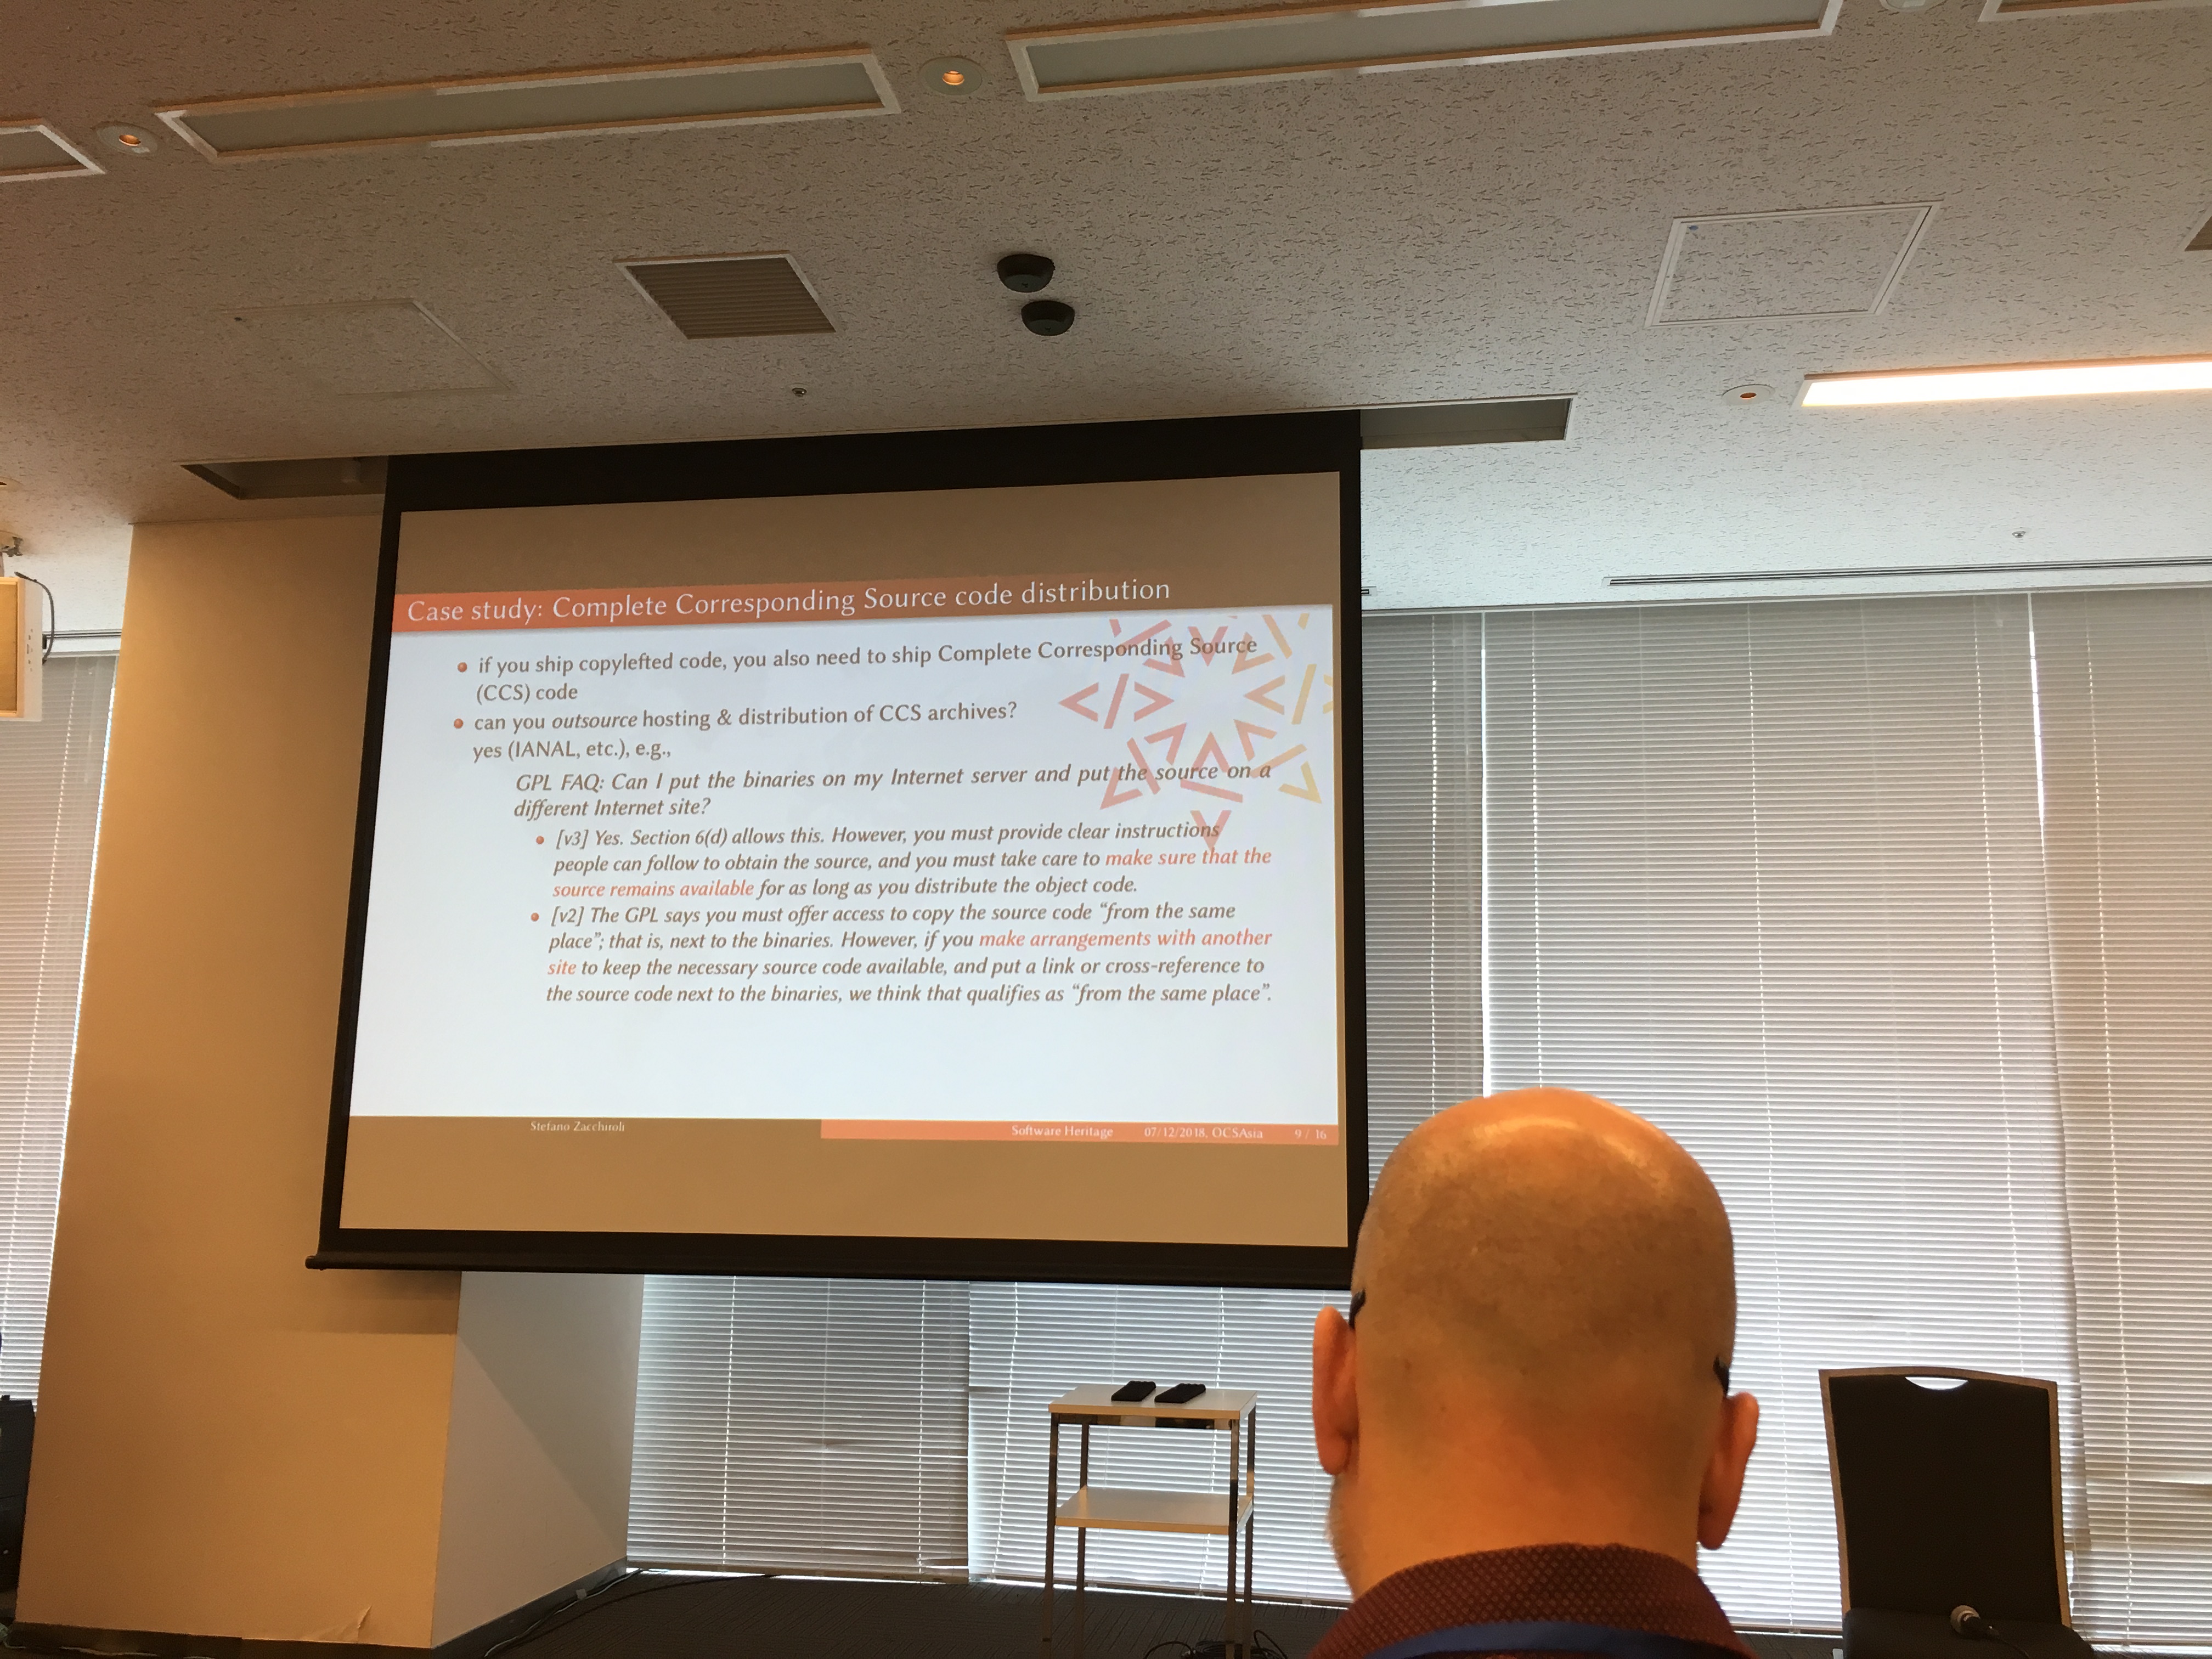 Case study: Complete Corresponding Source code distribution
if you ship copylefted code, you also need to ship Complete Corresponding Source
(CCS) code
can you outsource hosting & distribution of CCS archives?
yes (IANAL, etc.), e.g.,
GPL FAQ: Can I put the binaries on my Internet server and put the source on a
different Internet site?
[v3] Yes. Section 6(d) allows this. However, you must provide clear instructions
people can follow to obtain the source, and you must take care to make sure that the
source remains available for as long as you distribute the object code.
[v2] The GPL says you must offer access to copy the source code “from the same
place”; that is, next to the binaries. However, if you make arrangements with another
site to keep the necessary source code available, and put a link or cross-reference to
the source code next to the binaries, we think that qualifies as “from the same place”.
Stefano Zacchiroli
Software Heritage 07/12/2018, OCSAsia 9 / 16